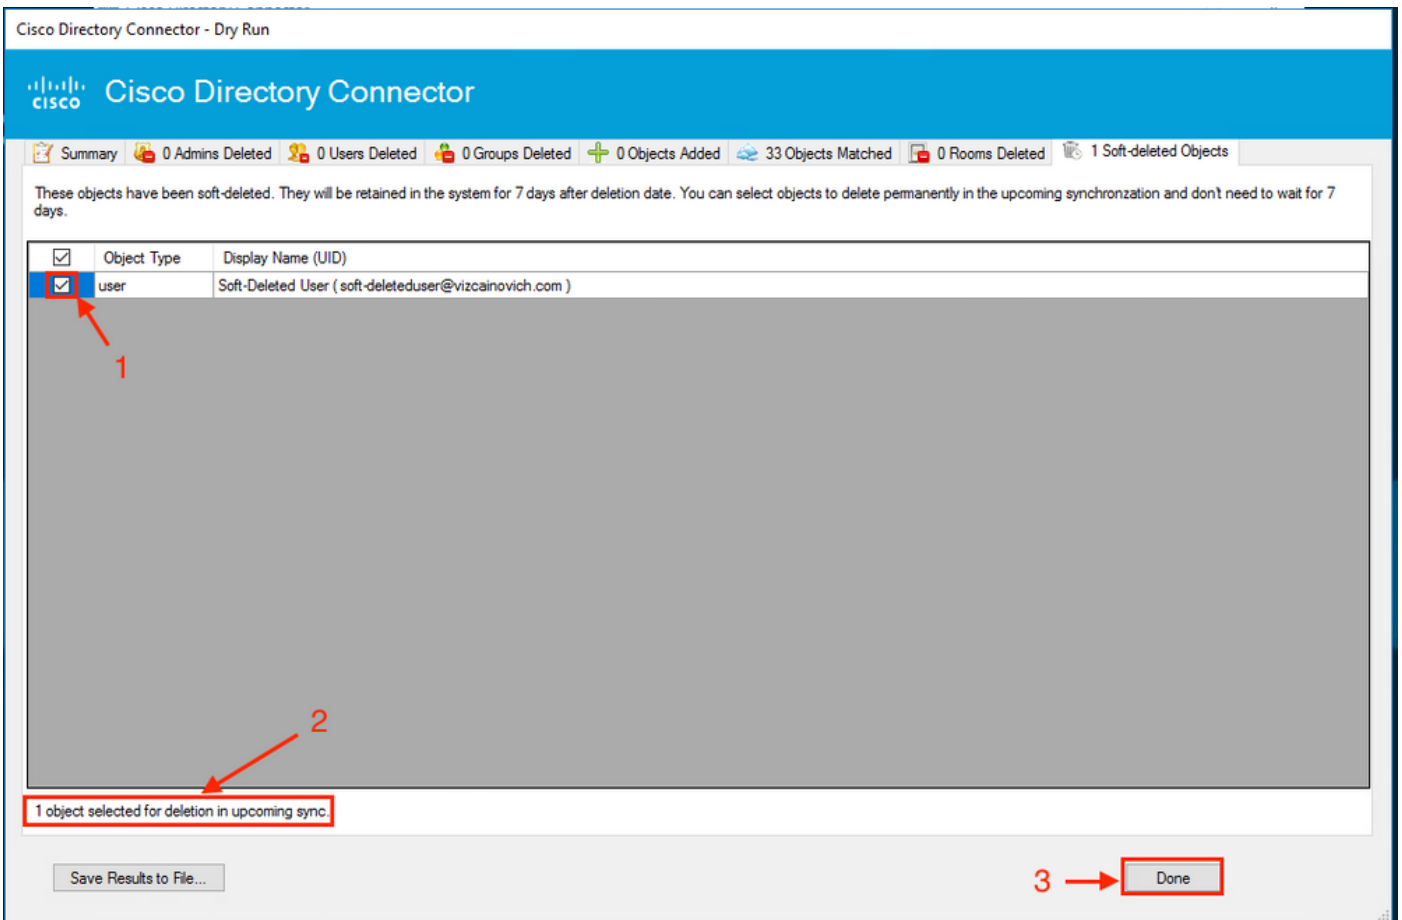 Cisco Directory Connector - Dry Run
CISCO
Cisco Directory Connector
Summary 0 Admins Deleted 0 Users Deleted 0 Groups Deleted 0 Objects Added 33 Objects Matched 0 Rooms Deleted 1 Soft-deleted Objects
These objects have been soft-deleted. They will be retained in the system for 7 days after deletion date. You can select objects to delete permanently in the upcoming synchronzation and don't need to wait for 7
days.
Object Type Display Name (UID)
user Soft-Deleted User ( soft-deleteduser@vizcainovich.com )
1
2
1 object selected for deletion in upcoming sync.
Save Results to File...
3
Done